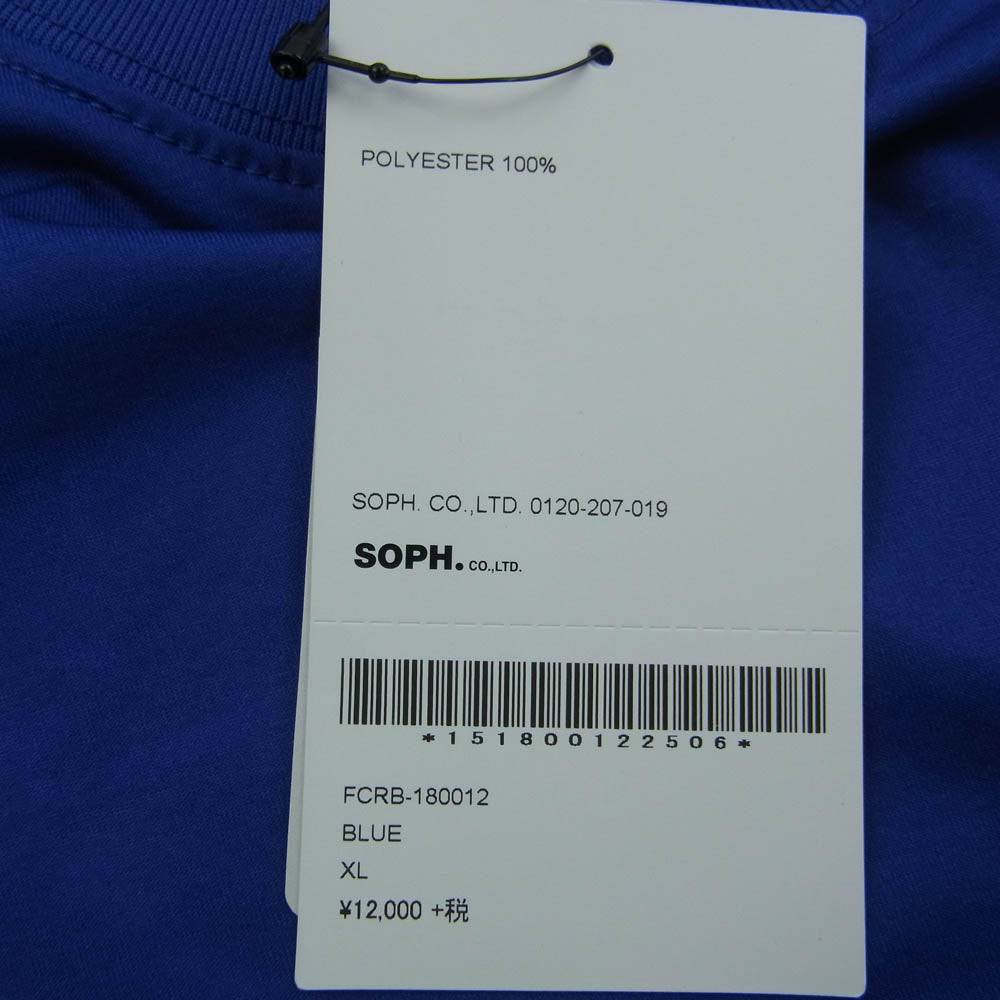 POLYESTER 100%
SOPH. CO.,LTD. 0120-207-019
SOPH. CO.,LTD.
*151800122506*
FCRB-180012
BLUE
XL
¥12,000 +税